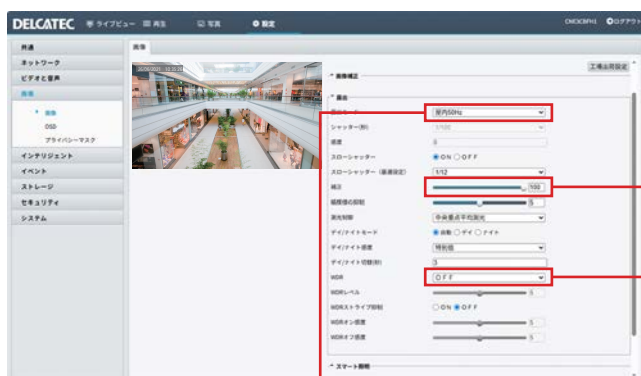 DELCATEC ライブビュー 再生 写真 設定
共通
ネットワーク
ビデオと音声
画像
画像
OSD
プライバシーマスク
インテリジェント
イベント
ストレージ
セキュリティ
システム
画像
工場出荷設定
画像補正
露出
屋内50Hz
シャッター(秒) 1/100
感度 0
スローシャッター ON OFF
スローシャッター (最遅設定) 1/12
補正 100
5
測光制御 中央重点平均測光
デイ/ナイトモード 自動 デイ ナイト
デイ/ナイト感度 特別低
デイ/ナイト切替(秒) 3
WDR OFF
WDRレベル 5
WDRストライプ抑制 ON OFF
WDRオン感度 5
WDRオフ感度 5
スマート照明